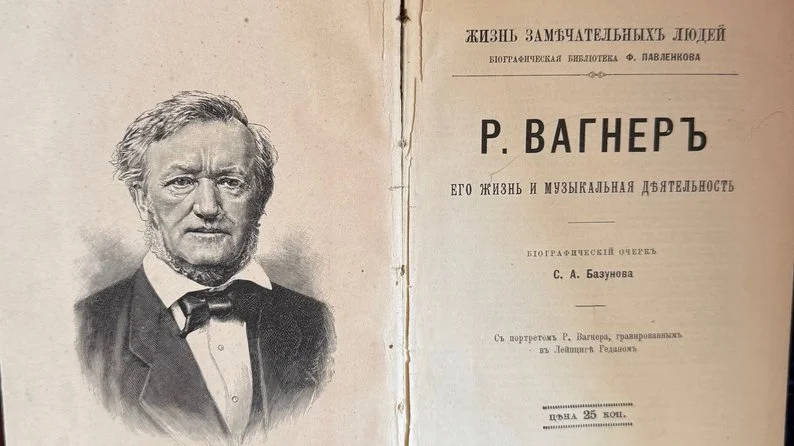 ЖИЗНЬ ЗАМѢЧАТЕЛЬНЫХЪ ЛЮДЕЙ
БІОГРАФИЧЕСКАЯ БИБЛІОТЕКА Ф. ПАВЛЕНКОВА
Р. ВАГНЕРЪ
ЕГО ЖИЗНЬ И МУЗЫКАЛЬНАЯ ДѢЯТЕЛЬНОСТЬ
БІОГРАФИЧЕСКІЙ ОЧЕРКЪ
С. А. Базунова
Съ портретомъ Р. Вагнера, гравированнымъ
въ Лейпцигѣ Геданомъ
ЦѢНА 25 КОП.